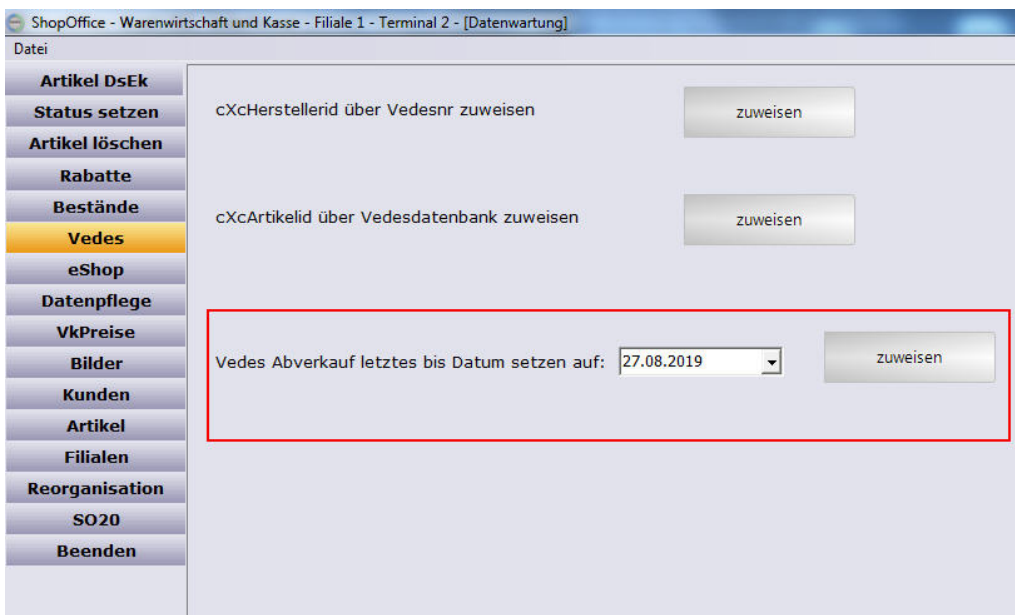 ShopOffice - Warenwirtschaft und Kasse - Filiale 1 - Terminal 2 - [Datenwartung]
Datei
Artikel DsEk
Status setzen
Artikel löschen
Rabatte
Bestände
Vedes
eShop
Datenpflege
VkPreise
Bilder
Kunden
Artikel
Filialen
Reorganisation
SO20
Beenden
cXcHerstellerid über Vedesnr zuweisen
zuweisen
cXcArtikelid über Vedesdatenbank zuweisen
zuweisen
Vedes Abverkauf letztes bis Datum setzen auf: 27.08.2019
zuweisen